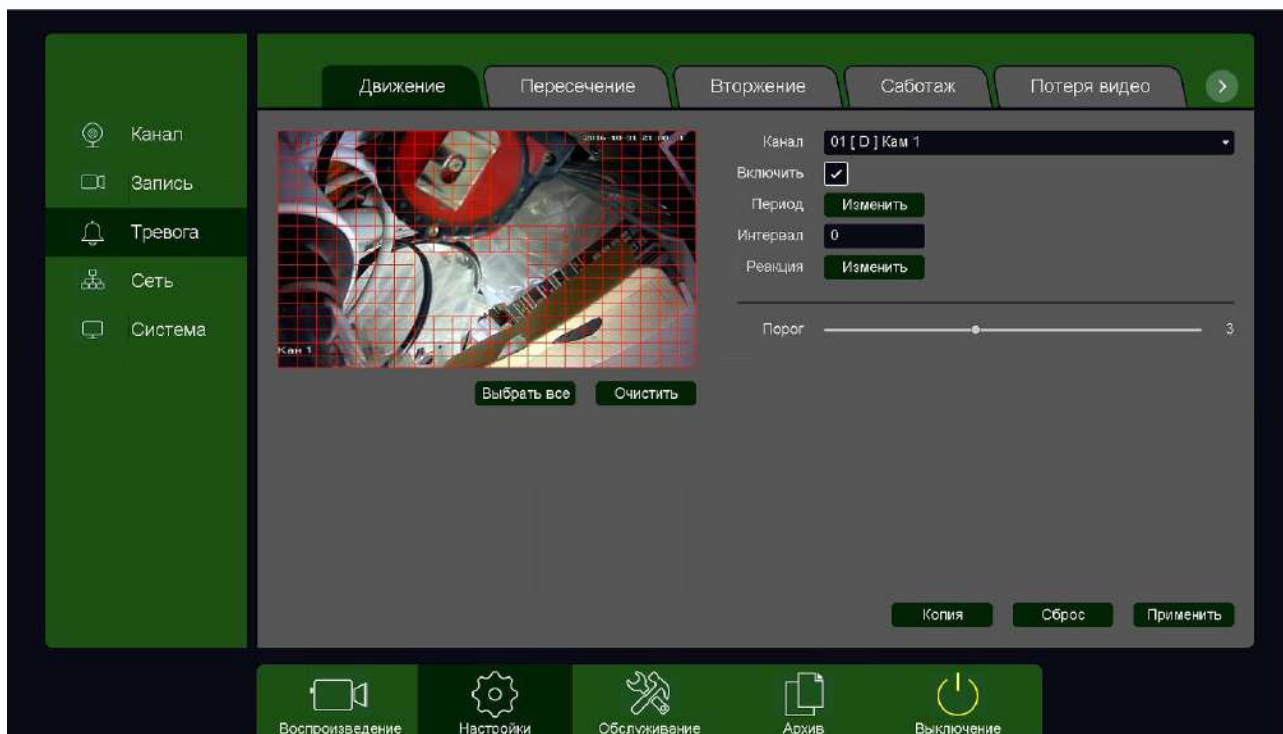 Движение Пересечение Вторжение Саботаж Потеря видео
Канал
Запись
Тревога
Сеть
Система
Кам 1
Выбрать все Очистить
Канал 01 [ D ] Кам 1
Включить
Период Изменить
Интервал 0
Реакция Изменить
Порог 3
Копия Сброс Применить
Воспроизведение Настройки Обслуживание Архив Выключение